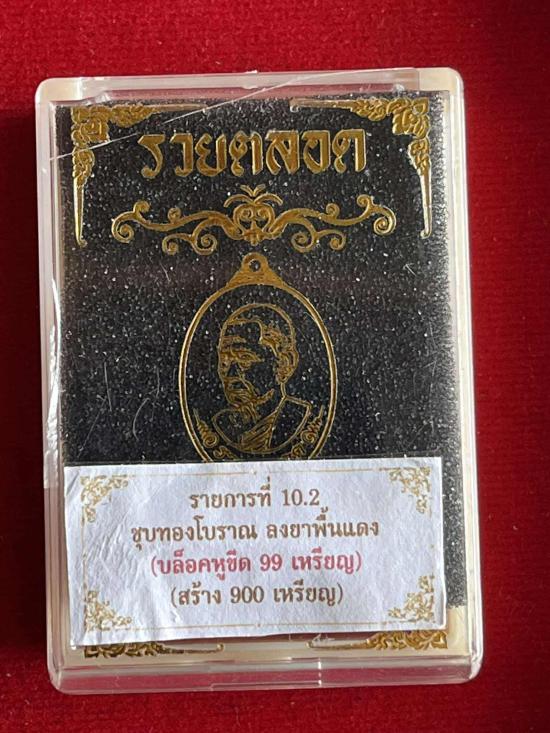 รวยตลอด
รายการที่ 10.2
ชุบทองโบราณ ลงยาพื้นแดง
(บล็อคหูขีด 99 เหรียญ)
(สร้าง 900 เหรียญ)